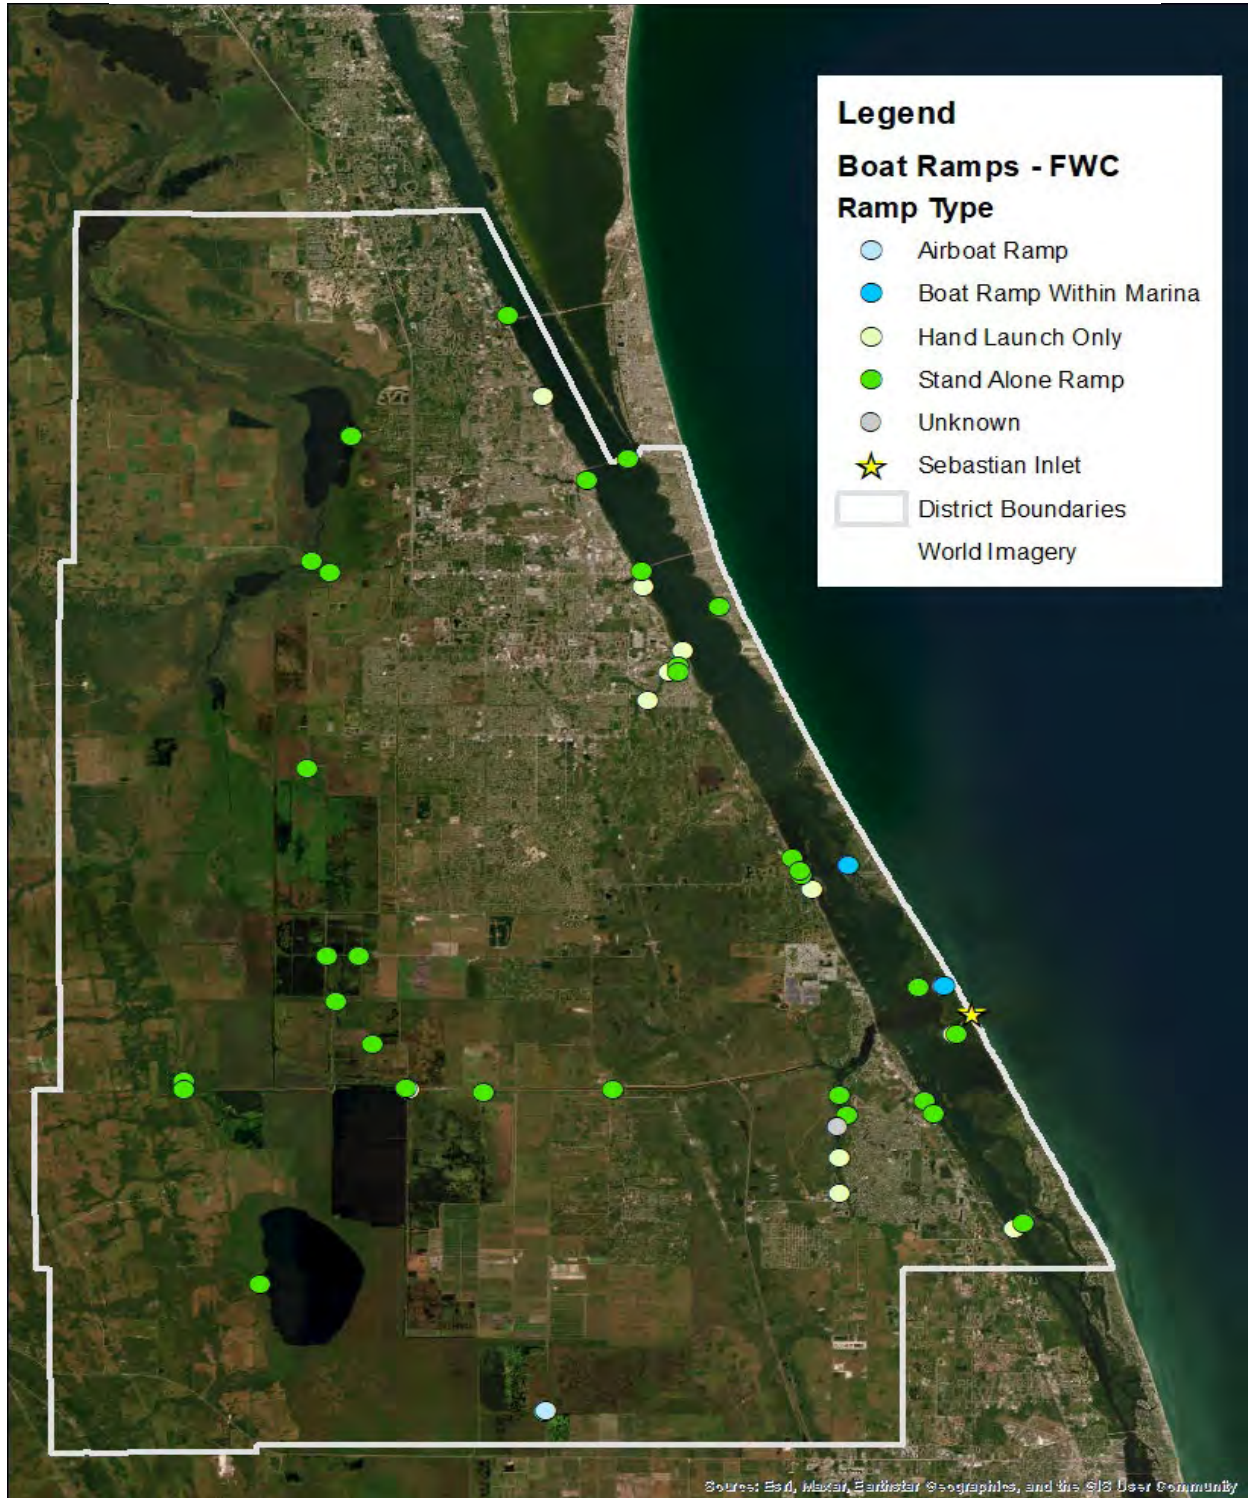 Legend
Boat Ramps - FWC
Ramp Type
Airboat Ramp
Boat Ramp Within Marina
Hand Launch Only
Stand Alone Ramp
Unknown
Sebastian Inlet
District Boundaries
World Imagery
Source: Esri, Maxar, Earthstar Geographics, and the GIS User Community